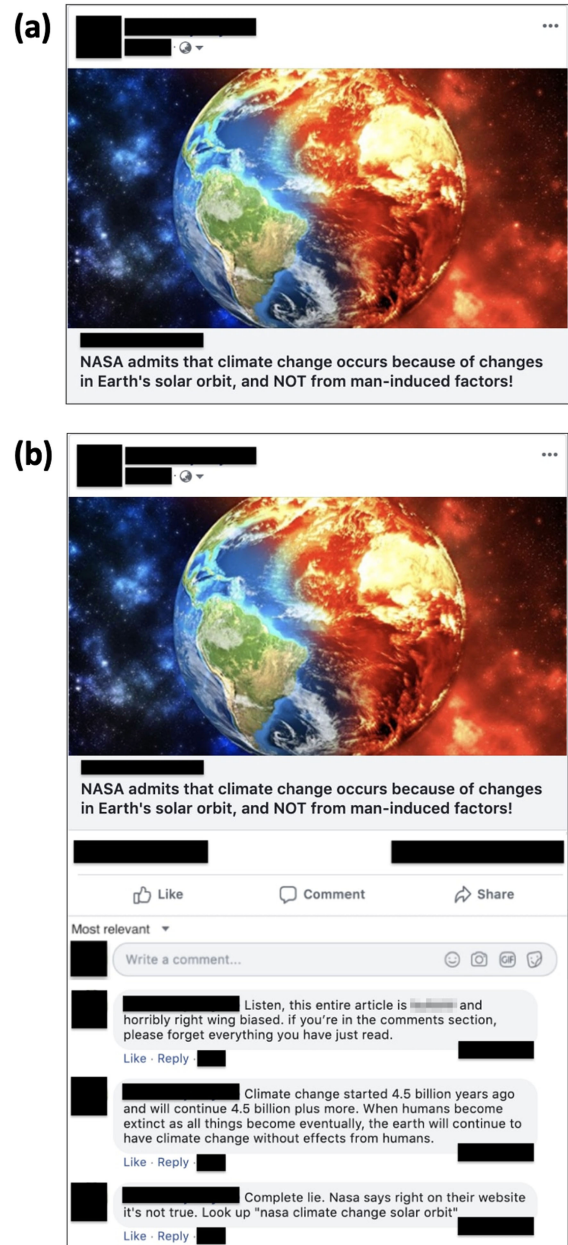 (a)
NASA admits that climate change occurs because of changes
in Earth's solar orbit, and NOT from man-induced factors!
(b)
NASA admits that climate change occurs because of changes
in Earth's solar orbit, and NOT from man-induced factors!
Like Comment Share
Most relevant
Write a comment...
GIF
Listen, this entire article is and
horribly right wing biased. if you're in the comments section,
please forget everything you have just read.
Like · Reply ·
Climate change started 4.5 billion years ago
and will continue 4.5 billion plus more. When humans become
extinct as all things become eventually, the earth will continue to
have climate change without effects from humans.
Like · Reply ·
Complete lie. Nasa says right on their website
it's not true. Look up "nasa climate change solar orbit"
Like · Reply ·